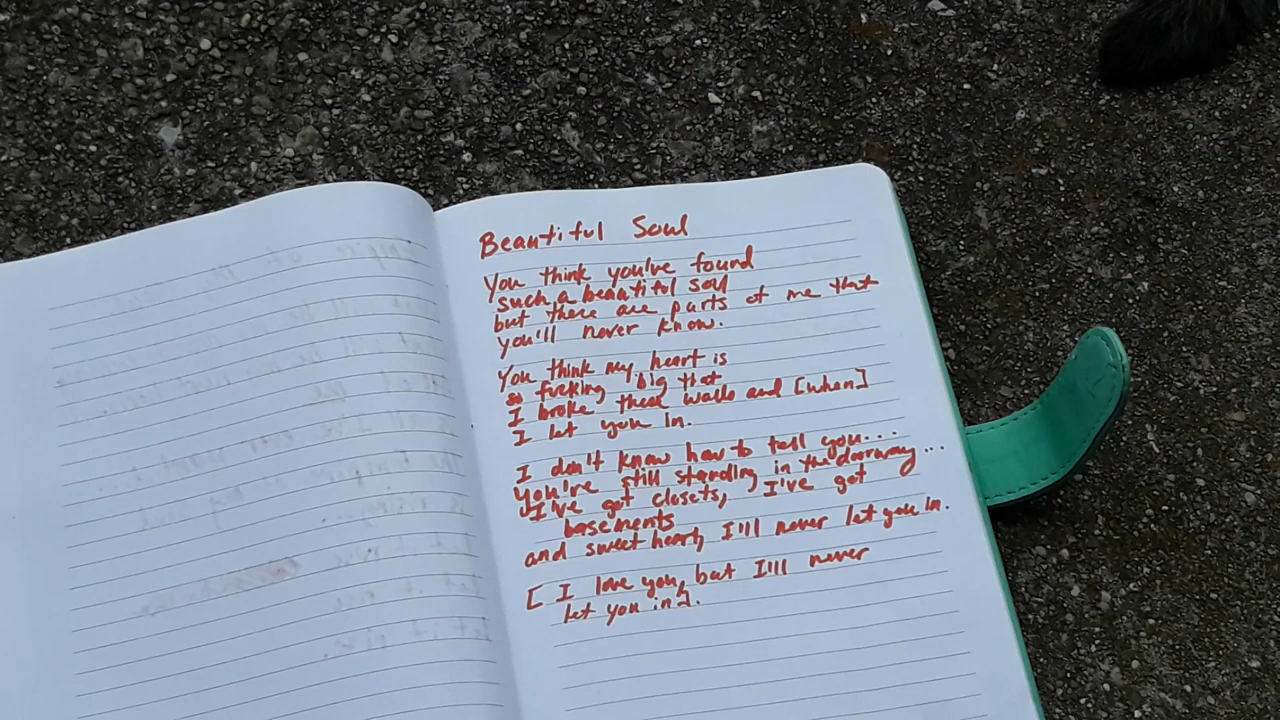 Beautiful Soul
You think you've found
such a beautiful soul
but there are parts of me that
you'll never know.
You think my heart is
so fucking big that
I broke these walls and [when]
I let you in.
I don't know how to tell you...
you're still standing in the doorway...
I've got closets, I've got
basements
and sweetheart, I'll never let you in.
[ I love you, but I'll never
let you in].